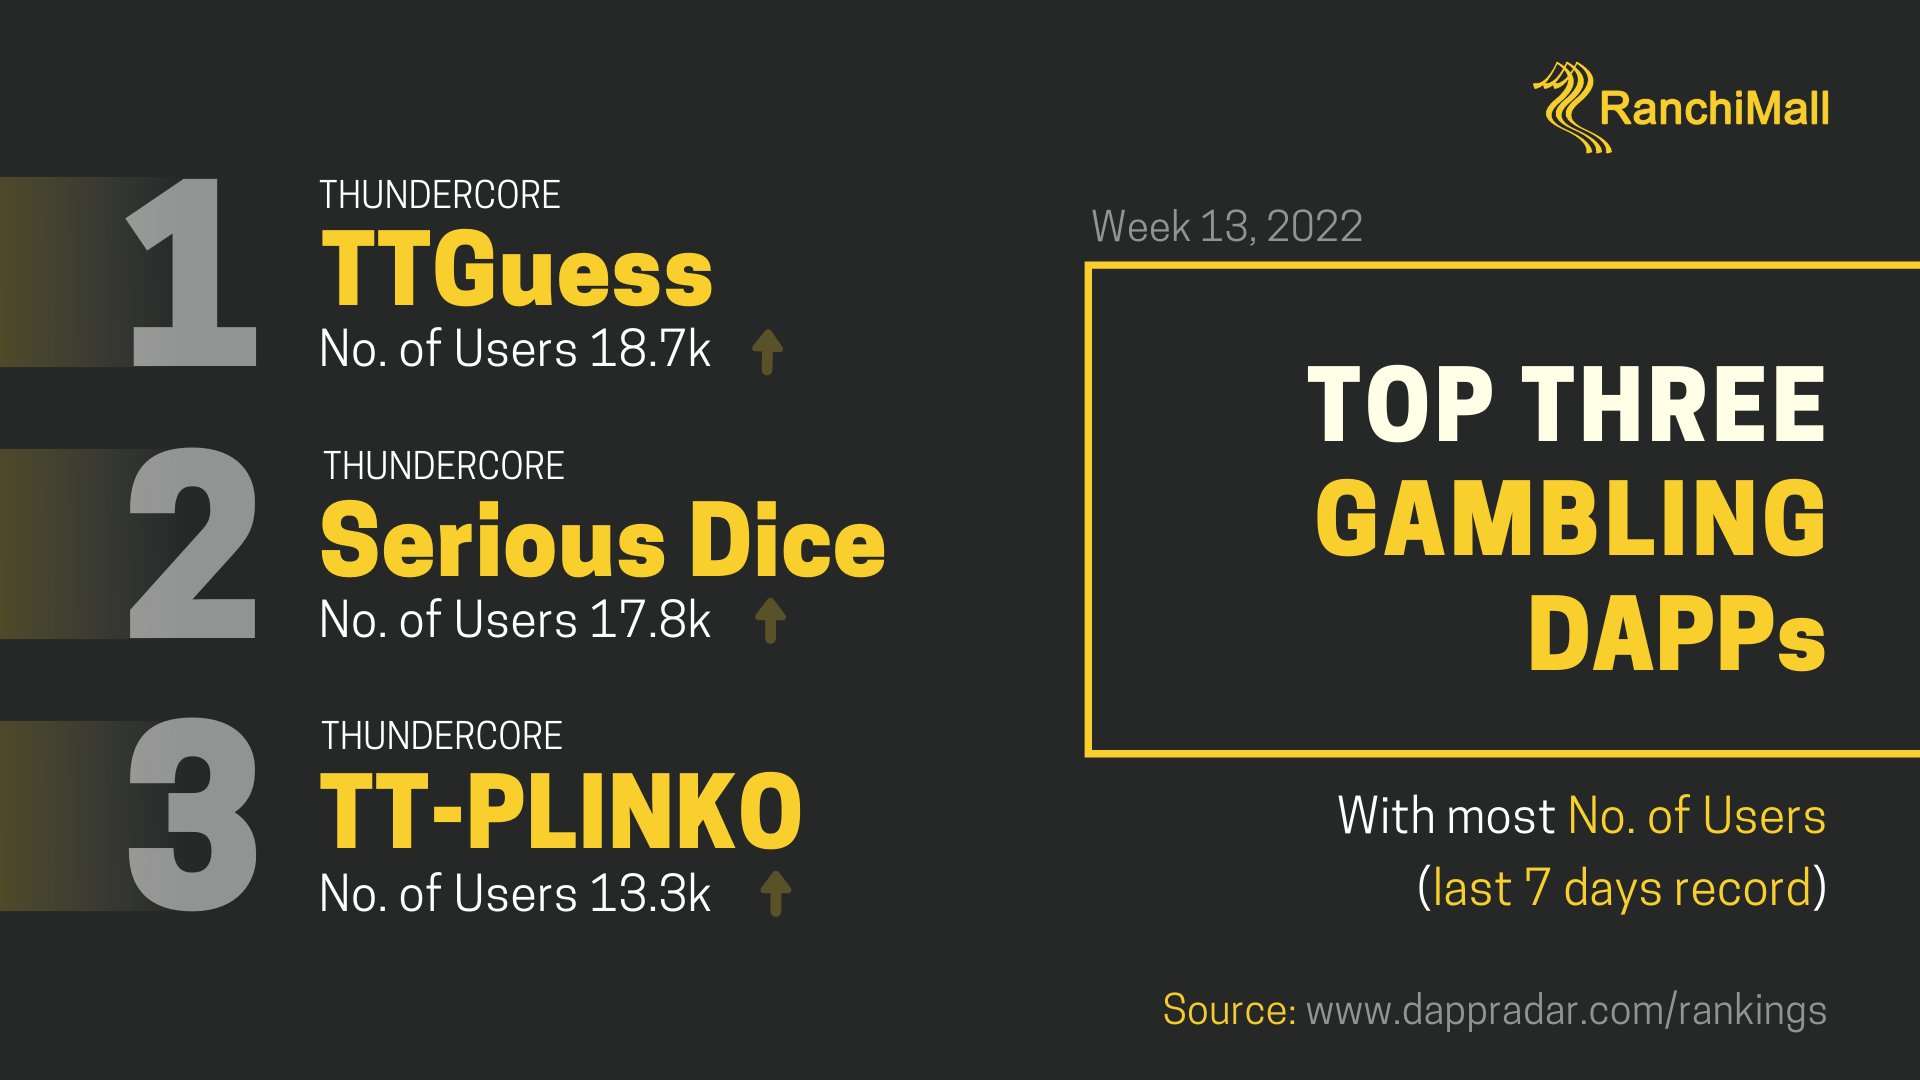 RanchiMall
1
THUNDERCORE
TTGuess
No. of Users 18.7k
2
THUNDERCORE
Serious Dice
No. of Users 17.8k
3
THUNDERCORE
TT-PLINKO
No. of Users 13.3k
Week 13, 2022
TOP THREE
GAMBLING
DAPPs
With most No. of Users
(last 7 days record)
Source: www.dappradar.com/rankings